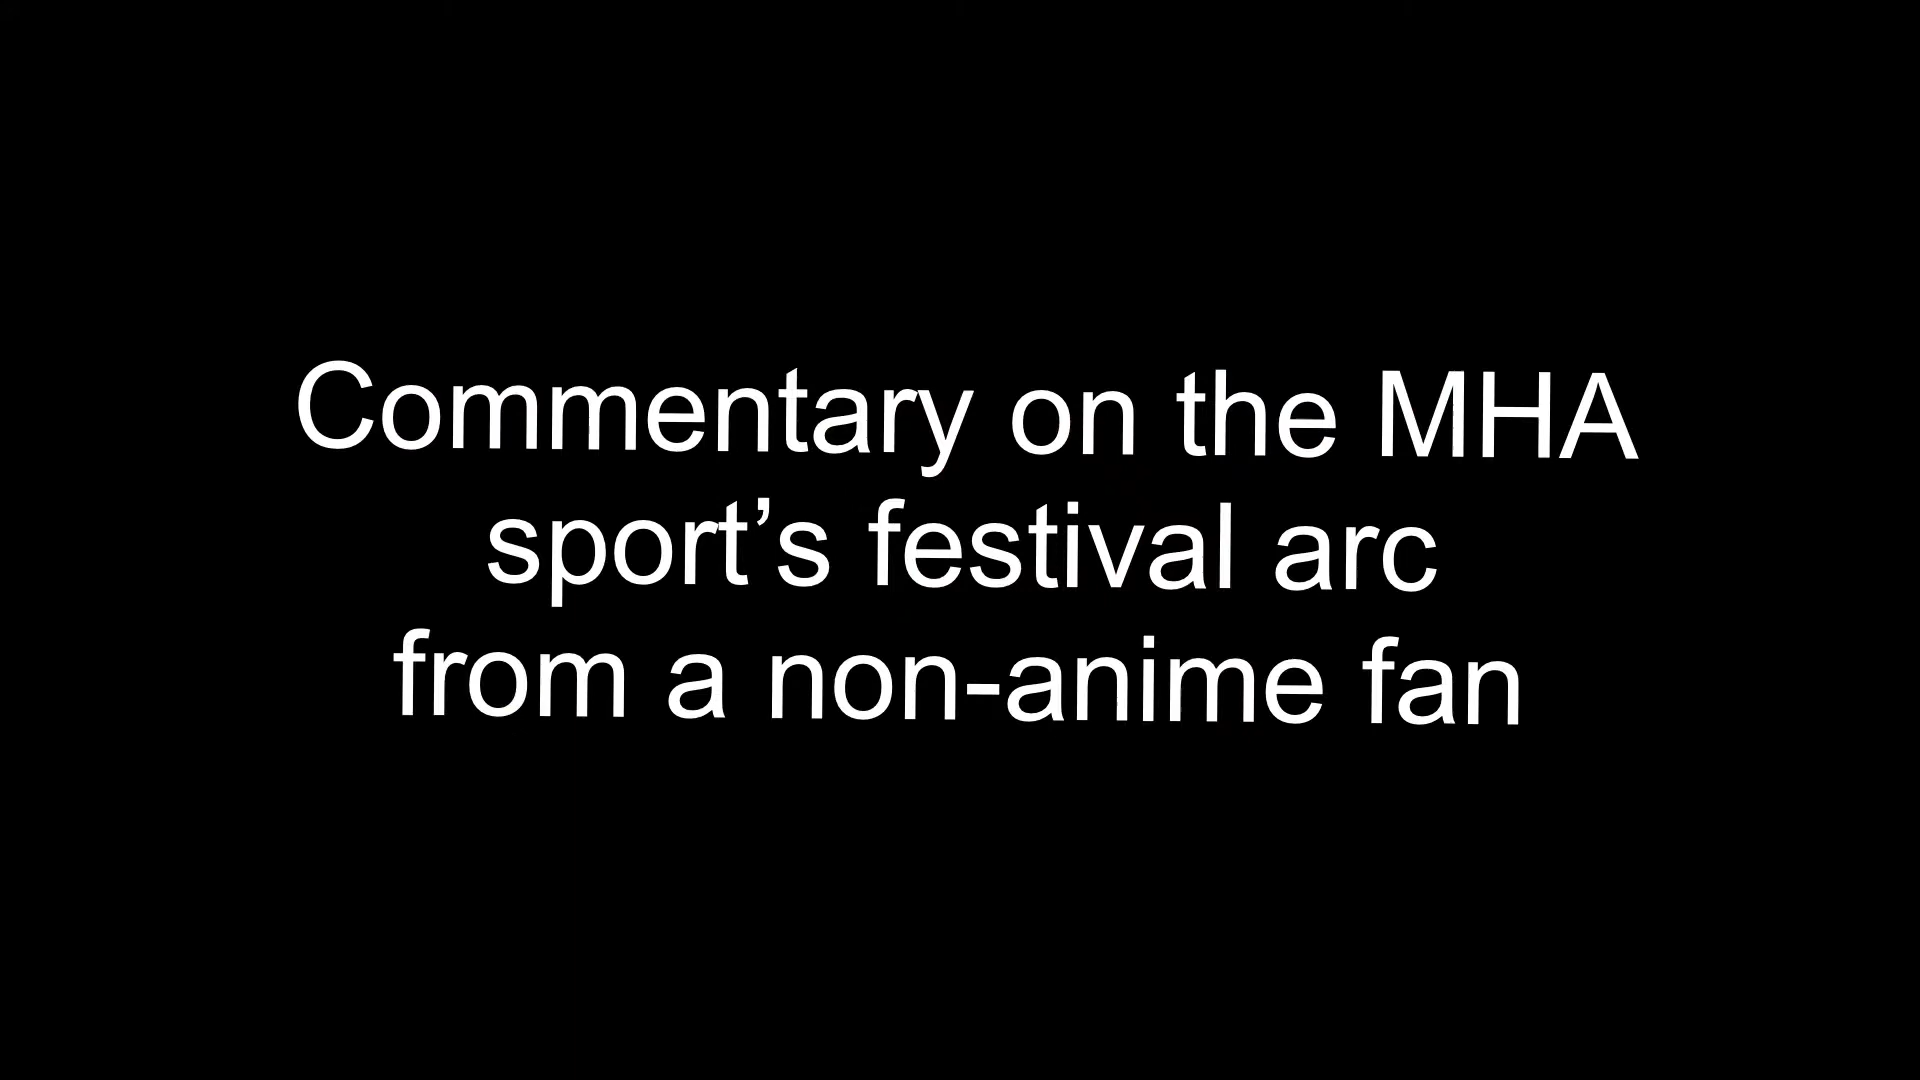 Commentary on the MHA
sport’s festival arc
from a non-anime fan